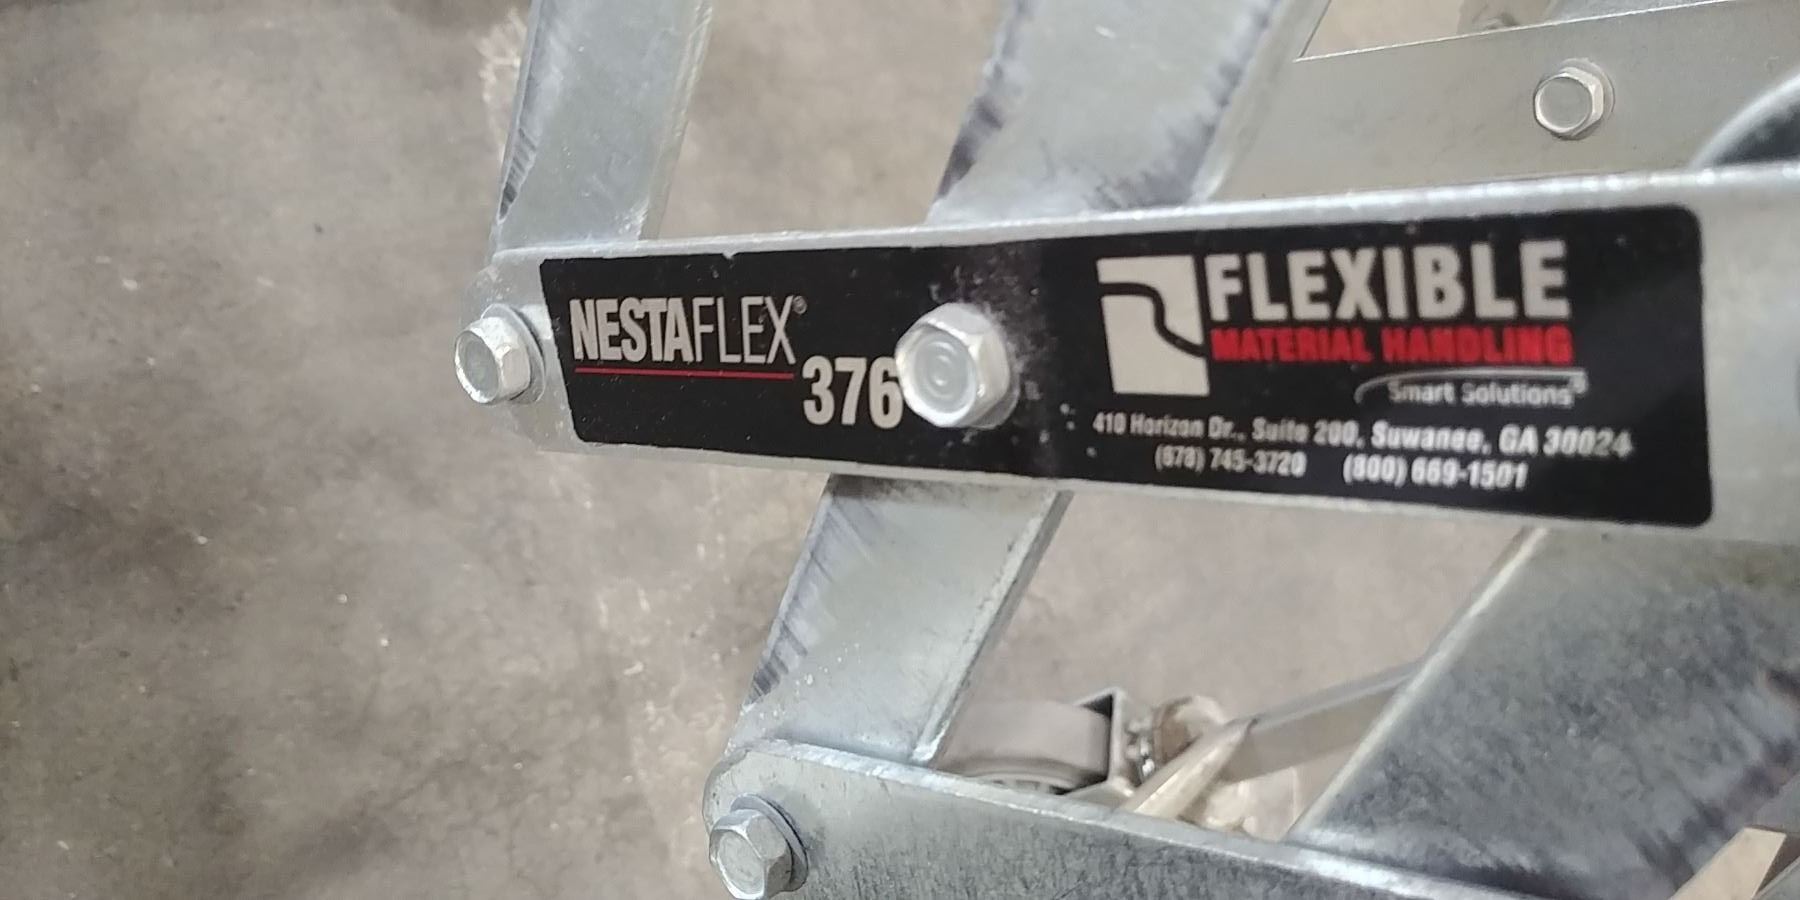 NESTAFLEX®
376
FLEXIBLE
MATERIAL HANDLING
Smart Solutions®
410 Horizon Dr., Suite 200, Suwanee, GA 30024
(678) 745-3720 (800) 669-1501